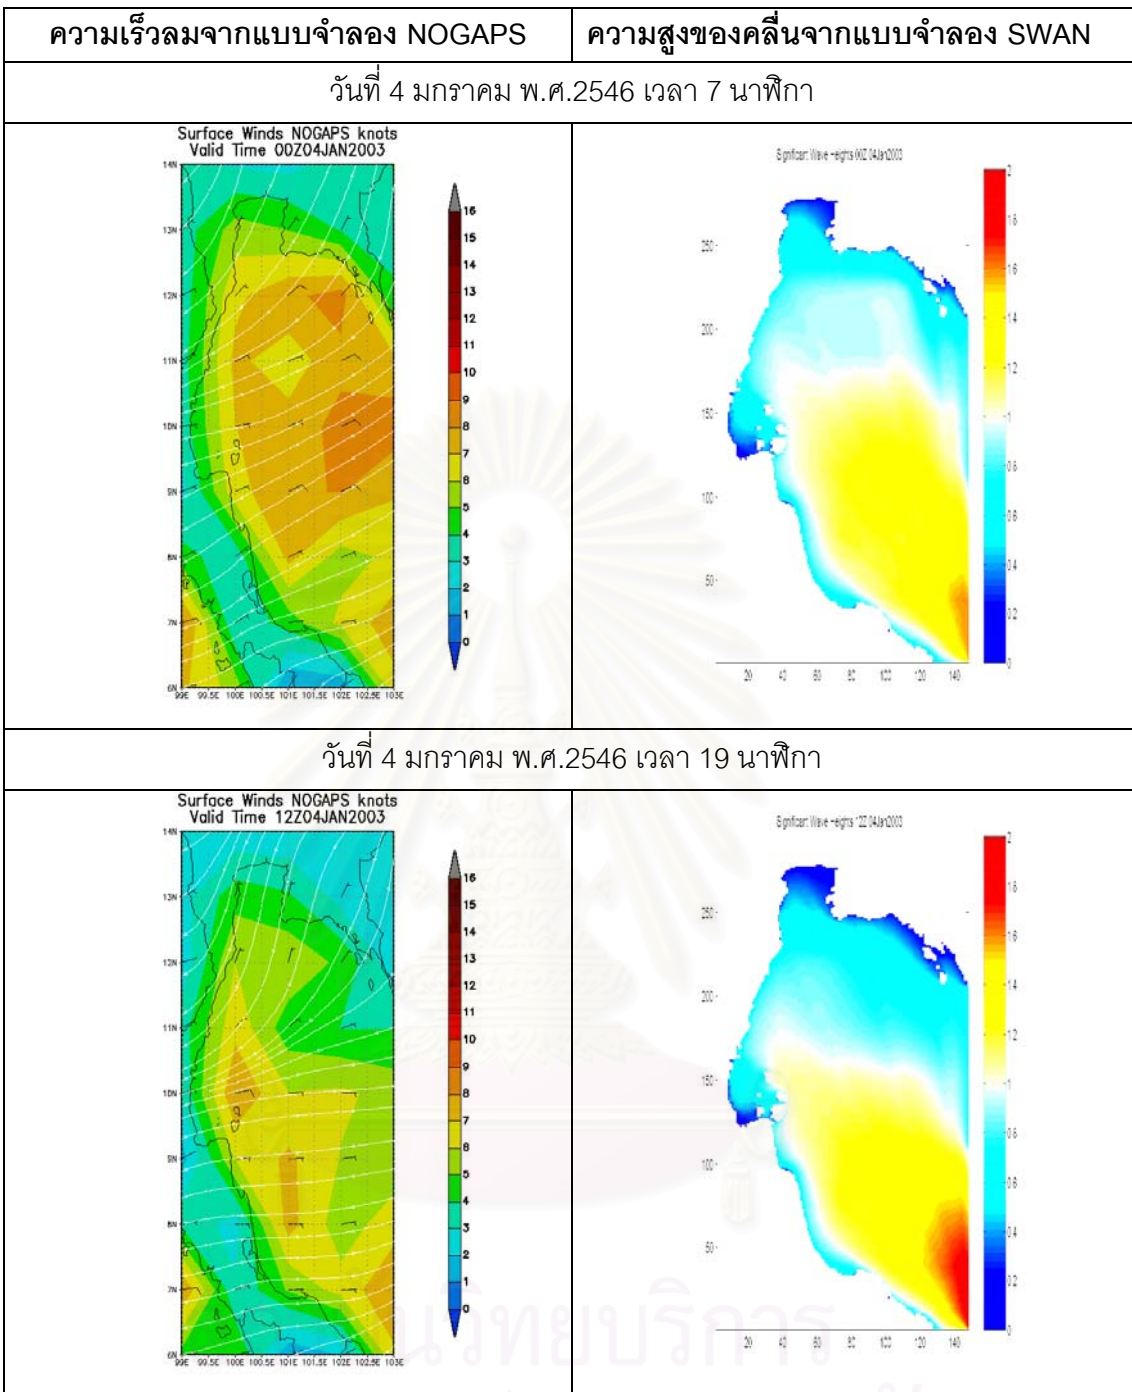 ความเร็วลมจากแบบจำลอง NOGAPS
ความสูงของคลื่นจากแบบจำลอง SWAN
วันที่ 4 มกราคม พ.ศ.2546 เวลา 7 นาฬิกา
Surface Winds NOGAPS knots
Valid Time 00Z04JAN2003
14N
13N
12N
11N
10N
9N
8N
7N
6N
99E 99.5E 100E 100.5E 101E 101.5E 102E 102.5E 103E
16
15
14
13
12
11
10
9
8
7
6
5
4
3
2
1
0
Significant Wave Heights 00Z 04Jan2003
250
200
150
100
50
20 40 60 80 100 120 140
2
1.8
1.6
1.4
1.2
1
0.8
0.6
0.4
0.2
0
วันที่ 4 มกราคม พ.ศ.2546 เวลา 19 นาฬิกา
Surface Winds NOGAPS knots
Valid Time 12Z04JAN2003
14N
13N
12N
11N
10N
9N
8N
7N
6N
99E 99.5E 100E 100.5E 101E 101.5E 102E 102.5E 103E
16
15
14
13
12
11
10
9
8
7
6
5
4
3
2
1
0
Significant Wave Heights 12Z 04Jan2003
250
200
150
100
50
20 40 60 80 100 120 140
2
1.8
1.6
1.4
1.2
1
0.8
0.6
0.4
0.2
0